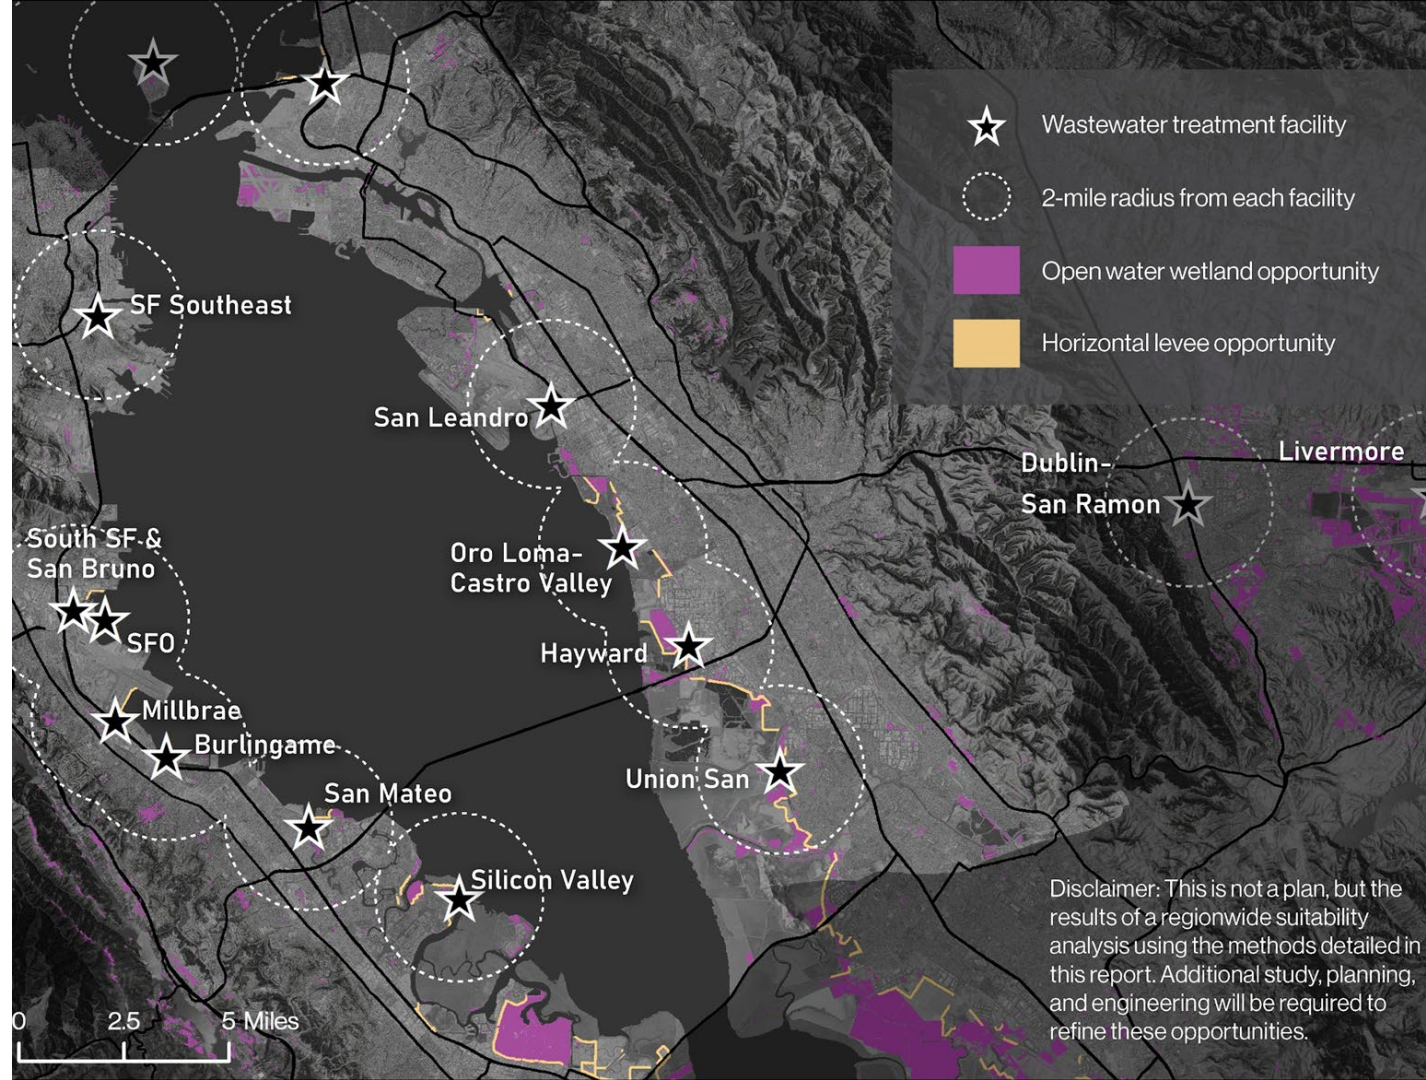 Wastewater treatment facility
2-mile radius from each facility
Open water wetland opportunity
Horizontal levee opportunity
SF Southeast
San Leandro
Dublin-
San Ramon
Livermore
South SF &
San Bruno
SFO
Oro Loma-
Castro Valley
Hayward
Millbrae
Burlingame
Union San
San Mateo
Silicon Valley
Disclaimer: This is not a plan, but the
results of a regionwide suitability
analysis using the methods detailed in
this report. Additional study, planning,
and engineering will be required to
refine these opportunities.
0 2.5 5 Miles